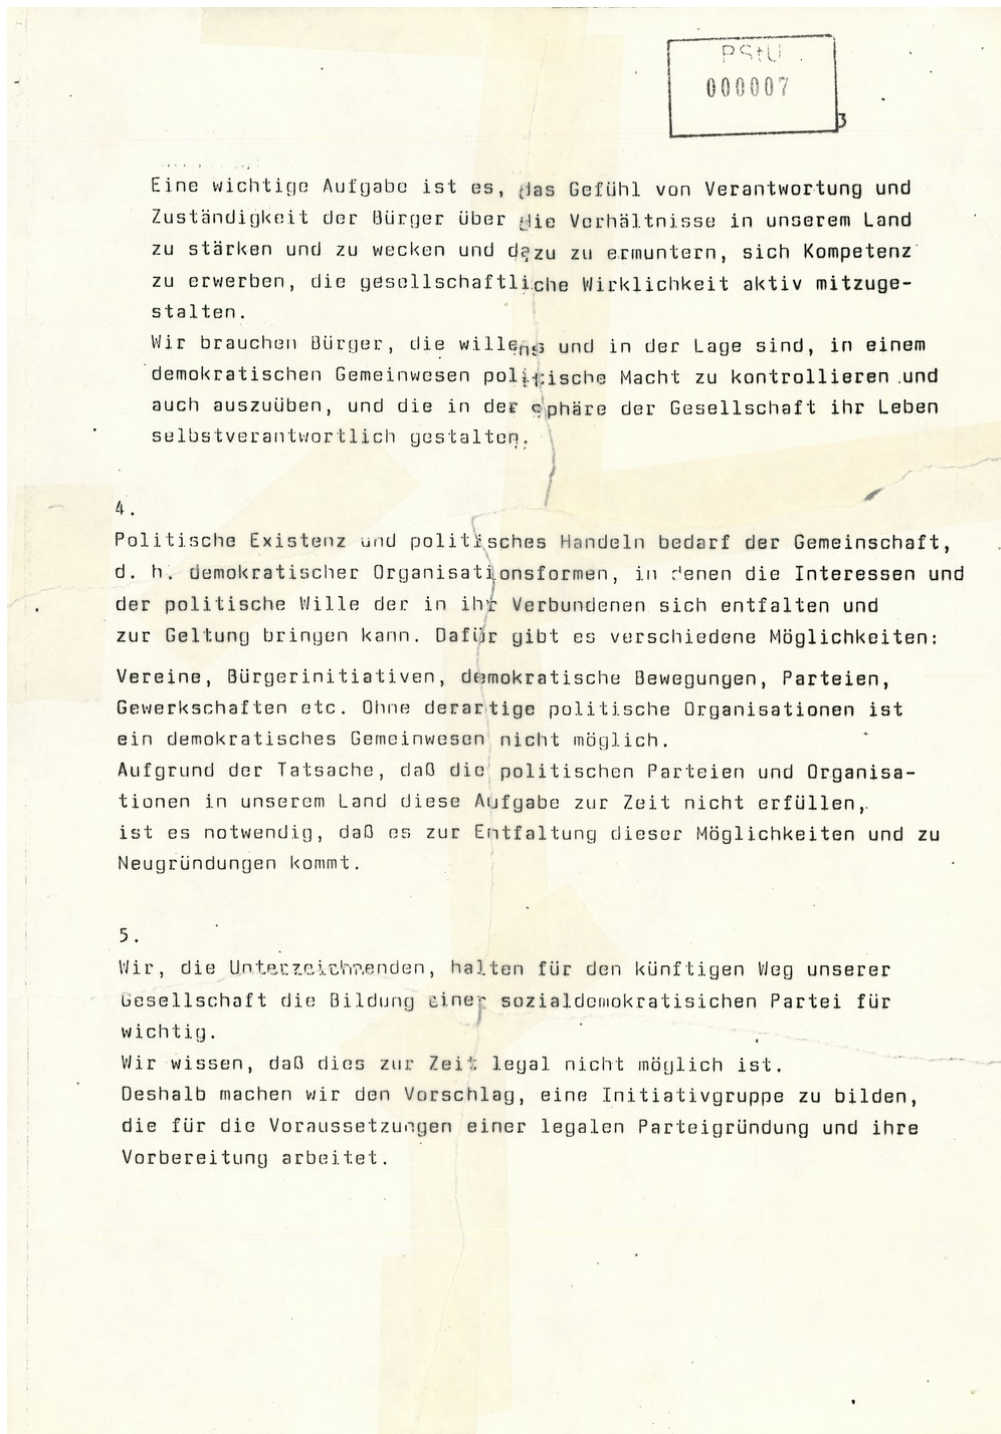 BStU
000007
3
Eine wichtige Aufgabe ist es, das Gefühl von Verantwortung und
Zuständigkeit der Bürger über die Verhältnisse in unserem Land
zu stärken und zu wecken und dazu zu ermuntern, sich Kompetenz
zu erwerben, die gesellschaftliche Wirklichkeit aktiv mitzuge-
stalten.
Wir brauchen Bürger, die willens und in der Lage sind, in einem
demokratischen Gemeinwesen politische Macht zu kontrollieren und
auch auszuüben, und die in der Sphäre der Gesellschaft ihr Leben
selbstverantwortlich gestalten.
4.
Politische Existenz und politisches Handeln bedarf der Gemeinschaft,
d. h. demokratischer Organisationsformen, in denen die Interessen und
der politische Wille der in ihr Verbundenen sich entfalten und
zur Geltung bringen kann. Dafür gibt es verschiedene Möglichkeiten:
Vereine, Bürgerinitiativen, demokratische Bewegungen, Parteien,
Gewerkschaften etc. Ohne derartige politische Organisationen ist
ein demokratisches Gemeinwesen nicht möglich.
Aufgrund der Tatsache, daß die politischen Parteien und Organisa-
tionen in unserem Land diese Aufgabe zur Zeit nicht erfüllen,
ist es notwendig, daß es zur Entfaltung dieser Möglichkeiten und zu
Neugründungen kommt.
5.
Wir, die Unterzeichnenden, halten für den künftigen Weg unserer
Gesellschaft die Bildung einer sozialdemokratisichen Partei für
wichtig.
Wir wissen, daß dies zur Zeit legal nicht möglich ist.
Deshalb machen wir den Vorschlag, eine Initiativgruppe zu bilden,
die für die Voraussetzungen einer legalen Parteigründung und ihre
Vorbereitung arbeitet.